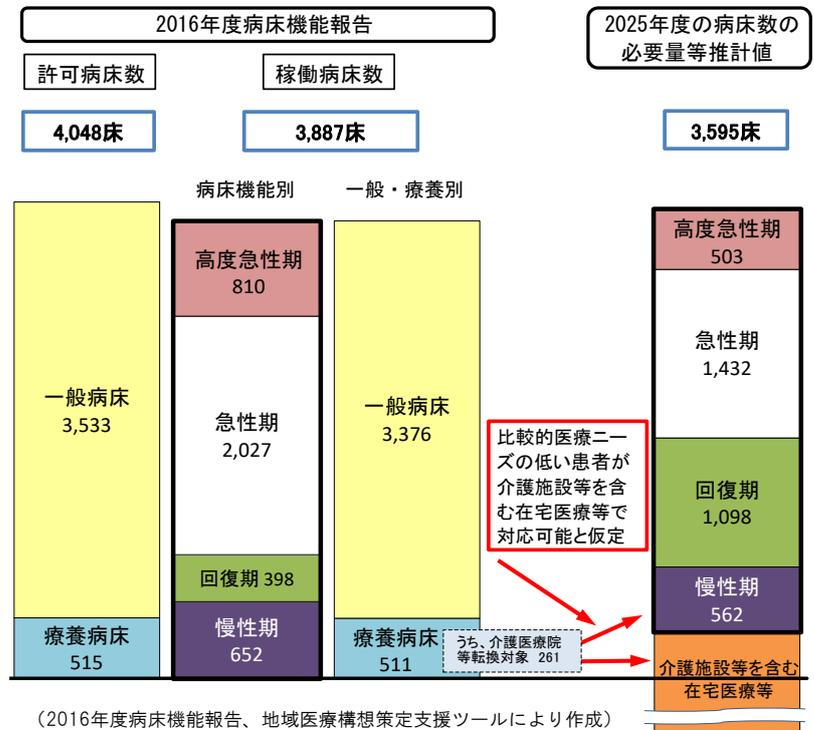 2016年度病床機能報告
2025年度の病床数の
必要量等推計値
許可病床数
稼働病床数
4,048床
3,887床
3,595床
病床機能別
一般・療養別
一般病床
3,533
療養病床
515
高度急性期
810
急性期
2,027
回復期 398
慢性期
652
一般病床
3,376
療養病床
511
比較的医療ニー
ズの低い患者が
介護施設等を含
む在宅医療等で
対応可能と仮定
うち、介護医療院
等転換対象 261
高度急性期
503
急性期
1,432
回復期
1,098
慢性期
562
介護施設等を含む
在宅医療等
（2016年度病床機能報告、地域医療構想策定支援ツールにより作成）